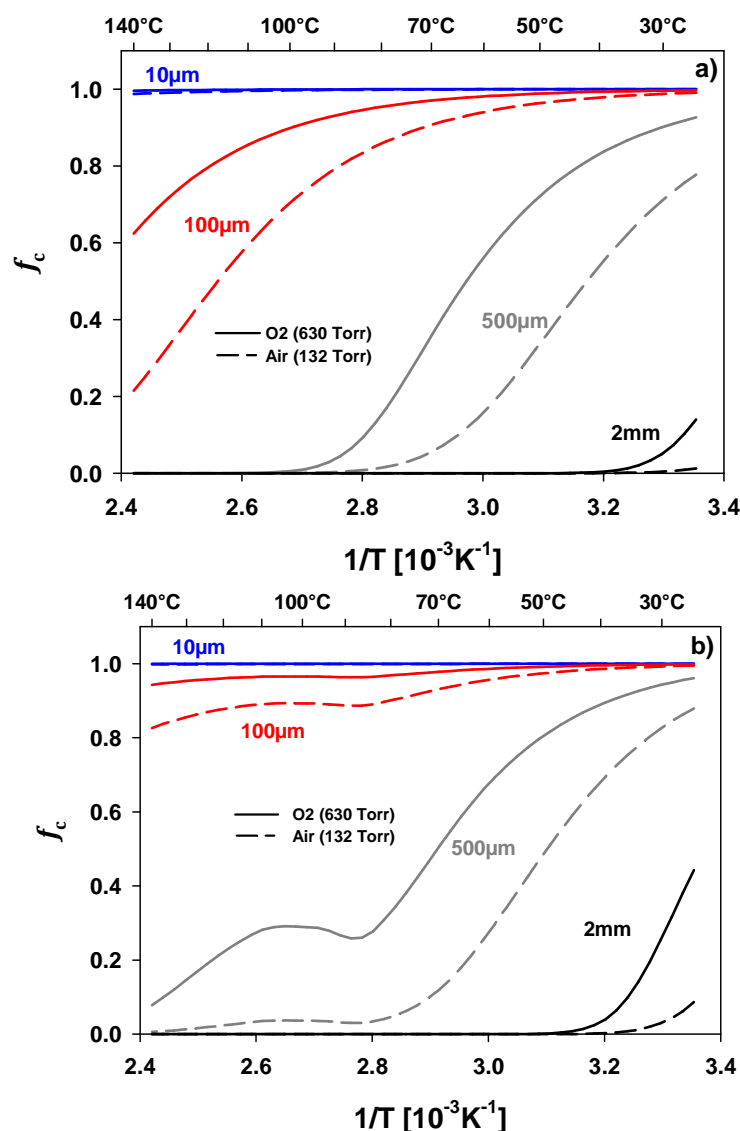 140°C 100°C 70°C 50°C 30°C
a)
10µm
1.0
0.8
100µm
0.6
f_c
0.4
500µm
O2 (630 Torr)
Air (132 Torr)
0.2
2mm
0.0
2.4 2.6 2.8 3.0 3.2 3.4
1/T [10⁻³K⁻¹]
140°C 100°C 70°C 50°C 30°C
b)
10µm
1.0
0.8
100µm
0.6
f_c
O2 (630 Torr)
Air (132 Torr)
500µm
0.4
2mm
0.2
0.0
2.4 2.6 2.8 3.0 3.2 3.4
1/T [10⁻³K⁻¹]